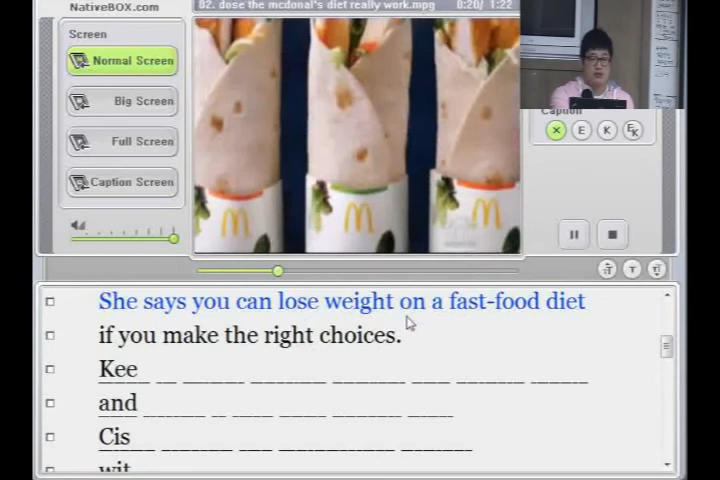 NativeBOX.com
02. dose the mcdonal's diet really work.mpg
0:20/ 1:22
Screen
Normal Screen
Big Screen
Full Screen
Caption Screen
Caption
X E K EK
T T T
She says you can lose weight on a fast-food diet
if you make the right choices.
Kee
and
Cis
wit